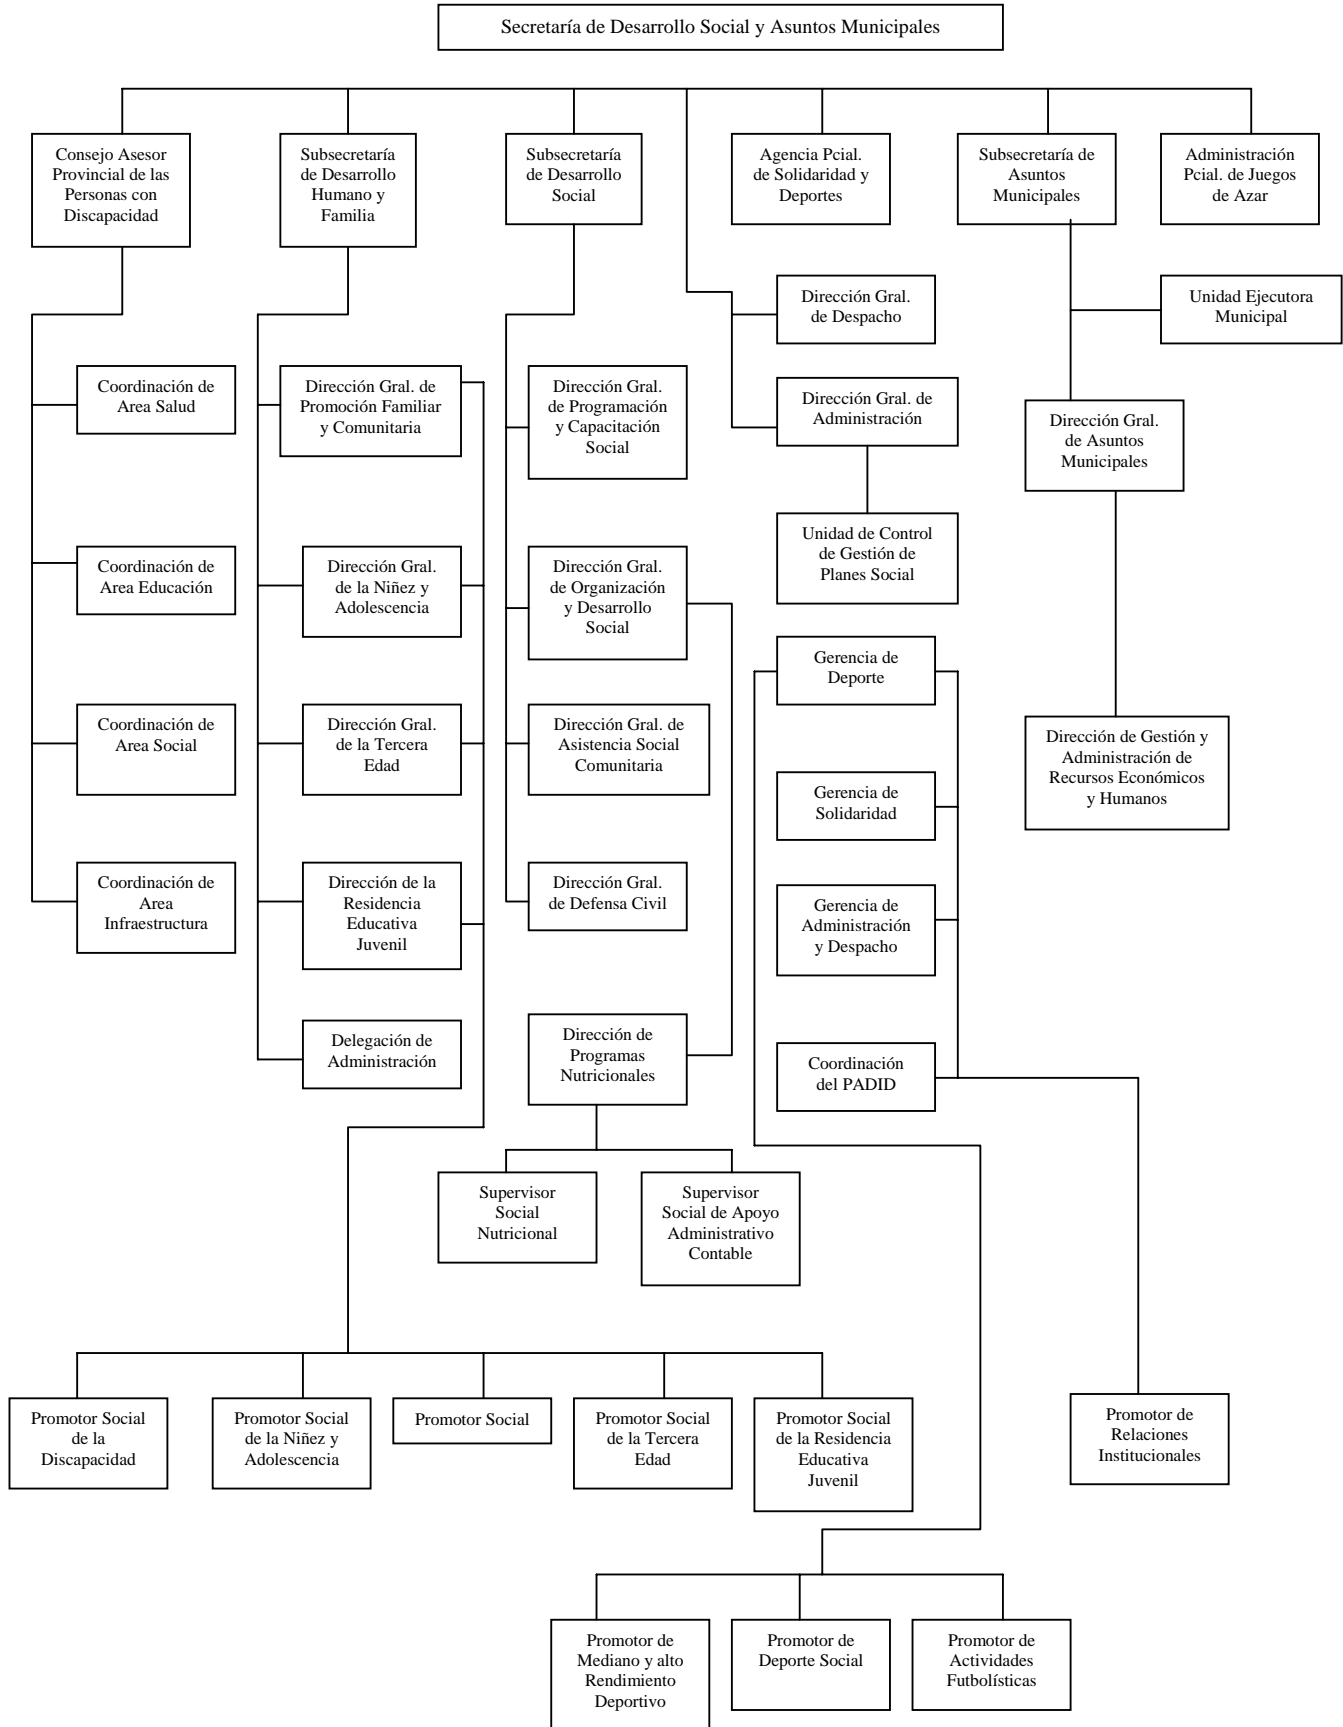 Secretaría de Desarrollo Social y Asuntos Municipales
Consejo Asesor
Provincial de las
Personas con
Discapacidad
Subsecretaría
de Desarrollo
Humano y
Familia
Subsecretaría
de Desarrollo
Social
Agencia Pcial.
de Solidaridad y
Deportes
Subsecretaría de
Asuntos
Municipales
Administración
Pcial. de Juegos
de Azar
Dirección Gral.
de Despacho
Unidad Ejecutora
Municipal
Coordinación de
Area Salud
Dirección Gral. de
Promoción Familiar
y Comunitaria
Dirección Gral.
de Programación
y Capacitación
Social
Dirección Gral. de
Administración
Dirección Gral.
de Asuntos
Municipales
Unidad de Control
de Gestión de
Planes Social
Coordinación de
Area Educación
Dirección Gral.
de la Niñez y
Adolescencia
Dirección Gral.
de Organización
y Desarrollo
Social
Gerencia de
Deporte
Coordinación de
Area Social
Dirección Gral.
de la Tercera
Edad
Dirección Gral. de
Asistencia Social
Comunitaria
Dirección de Gestión y
Administración de
Recursos Económicos
y Humanos
Gerencia de
Solidaridad
Coordinación de
Area
Infraestructura
Dirección de la
Residencia
Educativa
Juvenil
Dirección Gral.
de Defensa Civil
Gerencia de
Administración
y Despacho
Delegación de
Administración
Dirección de
Programas
Nutricionales
Coordinación
del PADID
Supervisor
Social
Nutricional
Supervisor
Social de Apoyo
Administrativo
Contable
Promotor Social
de la
Discapacidad
Promotor Social
de la Niñez y
Adolescencia
Promotor Social
Promotor Social
de la Tercera
Edad
Promotor Social
de la Residencia
Educativa
Juvenil
Promotor de
Relaciones
Institucionales
Promotor de
Mediano y alto
Rendimiento
Deportivo
Promotor de
Deporte Social
Promotor de
Actividades
Futbolísticas